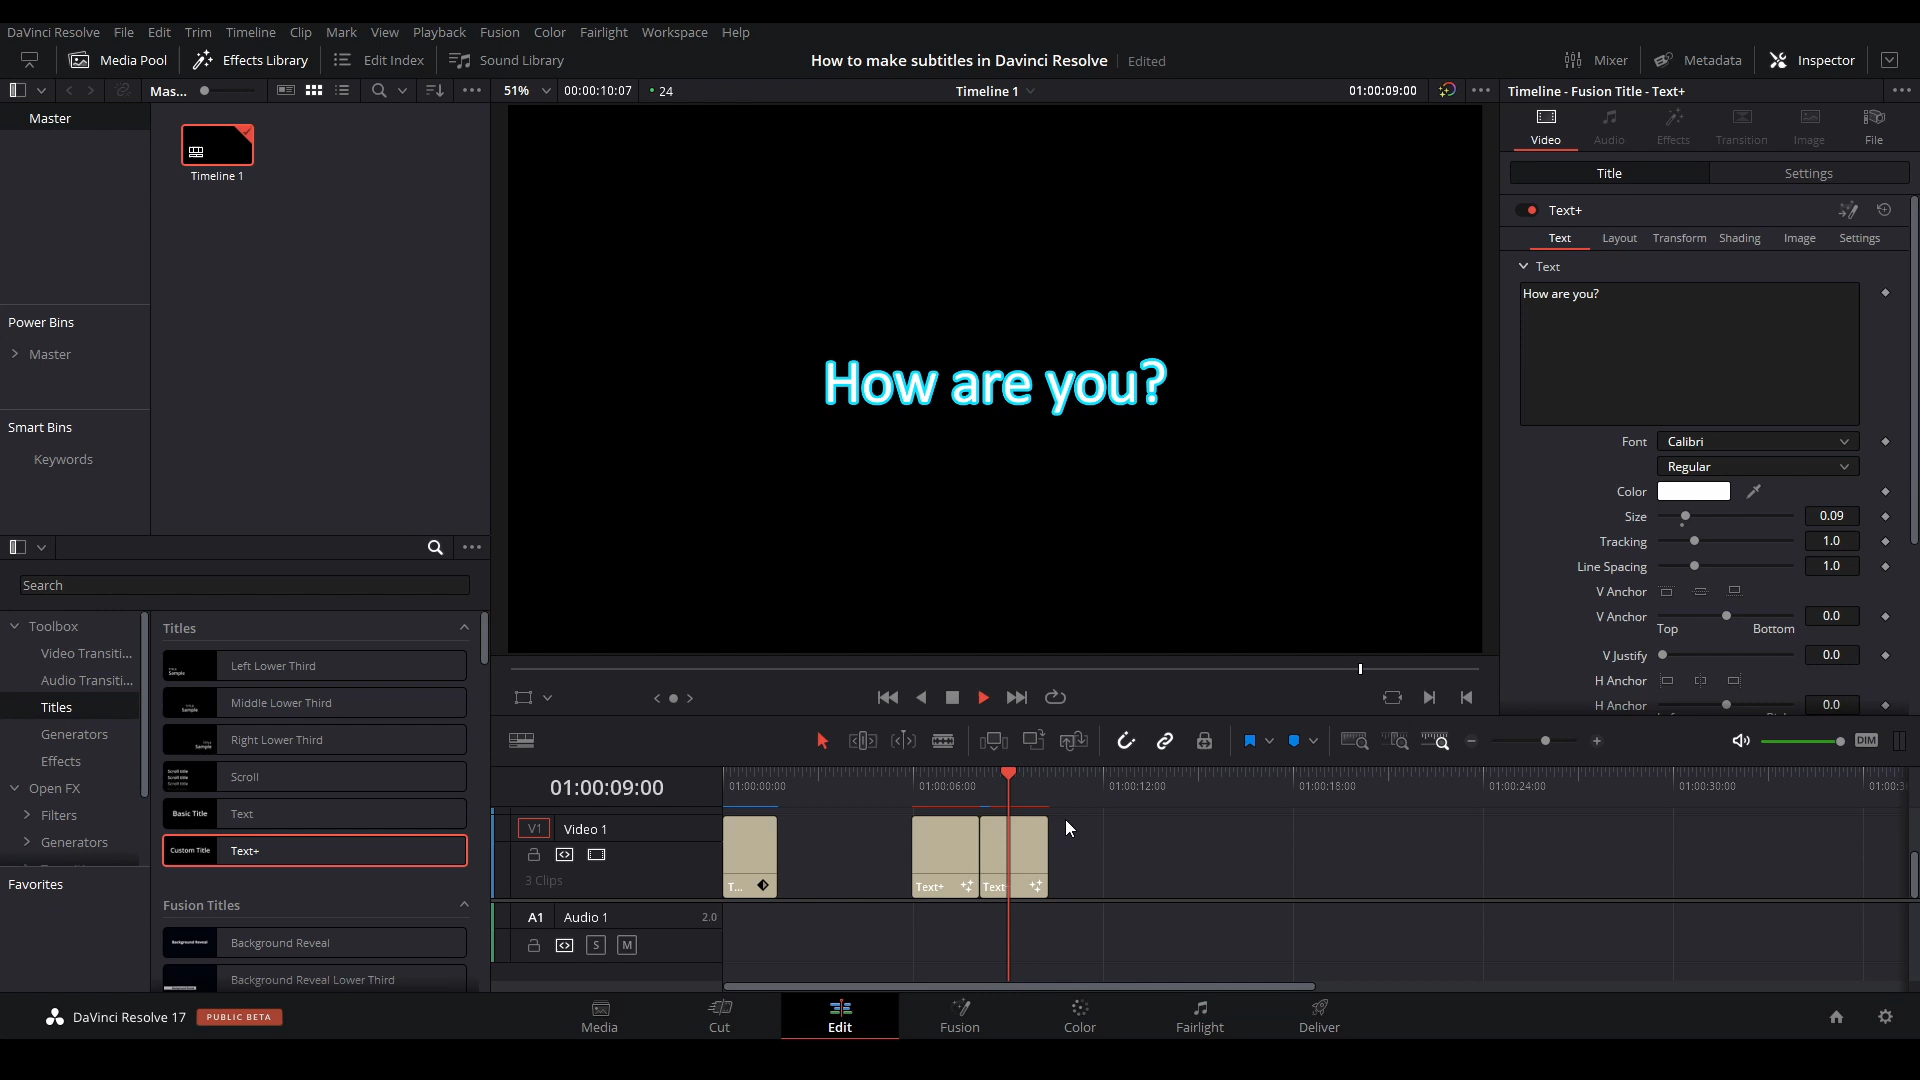 DaVinci Resolve File Edit Trim Timeline Clip Mark View Playback Fusion Color Fairlight Workspace Help
Media Pool Effects Library Edit Index Sound Library How to make subtitles in Davinci Resolve Edited Mixer Metadata Inspector
Mas... 51% 00:00:10:07 24 Timeline 1 01:00:09:00 Timeline - Fusion Title - Text+
Master
Timeline 1
Power Bins
Master
Smart Bins
Keywords
How are you?
Video Audio Effects Transition Image File
Title Settings
Text+
Text Layout Transform Shading Image Settings
Text
How are you?
Font Calibri
Regular
Color
Size 0.09
Tracking 1.0
Line Spacing 1.0
V Anchor
V Anchor 0.0
Top Bottom
V Justify 0.0
H Anchor
H Anchor 0.0
Search
Toolbox
Video Transiti...
Audio Transiti...
Titles
Generators
Effects
Open FX
Filters
Generators
Favorites
Titles
Left Lower Third
Middle Lower Third
Right Lower Third
Scroll
Basic Title Text
Custom Title Text+
Fusion Titles
Background Reveal Background Reveal
Background Reveal Lower Third
DIM
01:00:09:00 01:00:00:00 01:00:06:00 01:00:12:00 01:00:18:00 01:00:24:00 01:00:30:00
V1 Video 1
3 Clips
T... Text+ Text
A1 Audio 1 2.0
S M
DaVinci Resolve 17 PUBLIC BETA
Media Cut Edit Fusion Color Fairlight Deliver